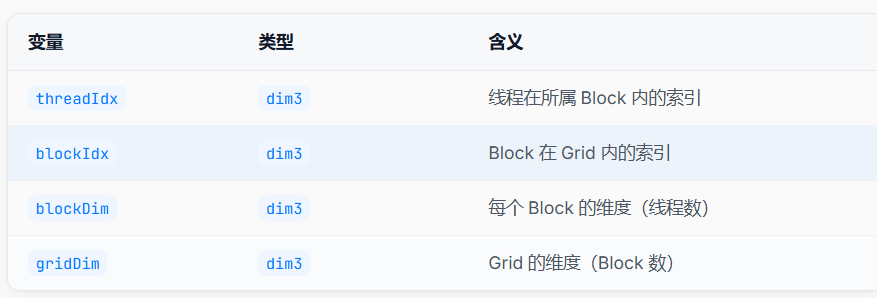 变量 类型 含义
threadIdx dim3 线程在所属 Block 内的索引
blockIdx dim3 Block 在 Grid 内的索引
blockDim dim3 每个 Block 的维度（线程数）
gridDim dim3 Grid 的维度（Block 数）